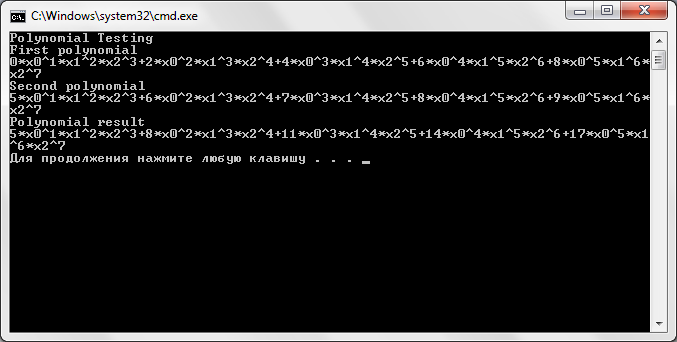 C:\Windows\system32\cmd.exe
Polynomial Testing
First polynomial
0*x0^1*x1^2*x2^3+2*x0^2*x1^3*x2^4+4*x0^3*x1^4*x2^5+6*x0^4*x1^5*x2^6+8*x0^5*x1^6*
x2^7
Second polynomial
5*x0^1*x1^2*x2^3+6*x0^2*x1^3*x2^4+7*x0^3*x1^4*x2^5+8*x0^4*x1^5*x2^6+9*x0^5*x1^6*
x2^7
Polynomial result
5*x0^1*x1^2*x2^3+8*x0^2*x1^3*x2^4+11*x0^3*x1^4*x2^5+14*x0^4*x1^5*x2^6+17*x0^5*x1
^6*x2^7
Для продолжения нажмите любую клавишу . . . _